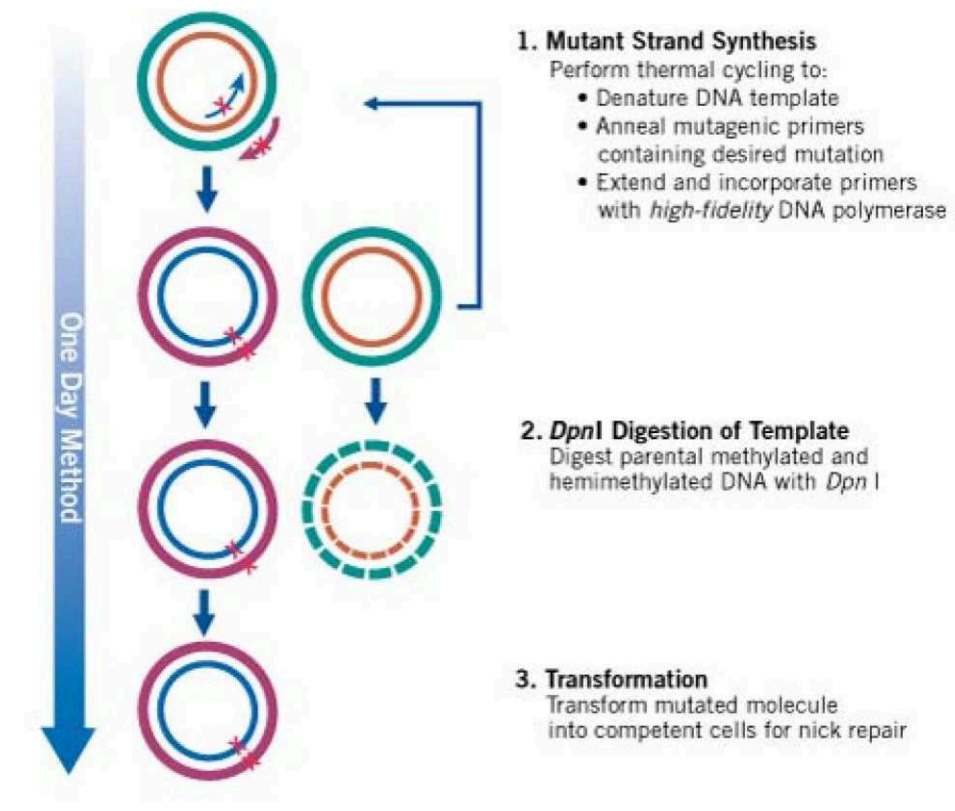 1. Mutant Strand Synthesis
Perform thermal cycling to:
• Denature DNA template
• Anneal mutagenic primers
containing desired mutation
• Extend and incorporate primers
with high-fidelity DNA polymerase
One Day Method
2. DpnI Digestion of Template
Digest parental methylated and
hemimethylated DNA with Dpn I
3. Transformation
Transform mutated molecule
into competent cells for nick repair